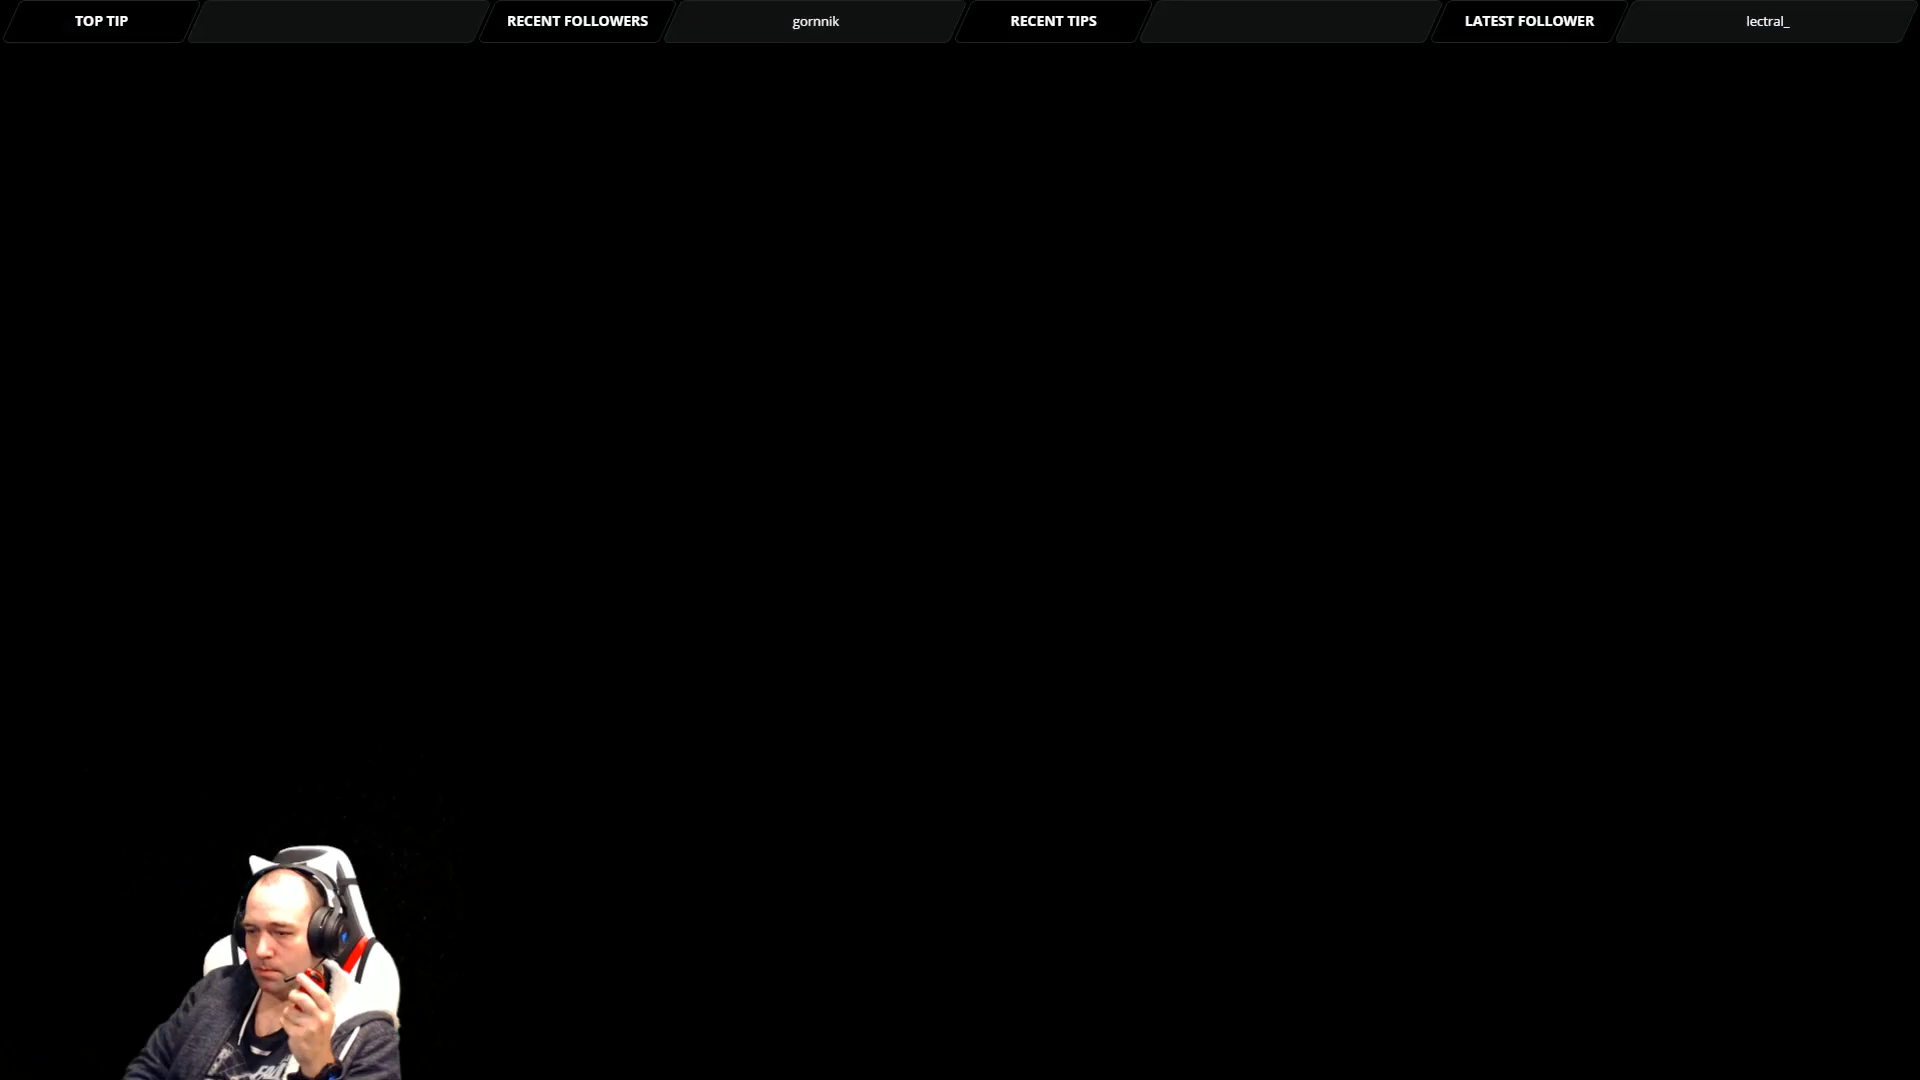 TOP TIP
RECENT FOLLOWERS
gornnik
RECENT TIPS
LATEST FOLLOWER
lectral_